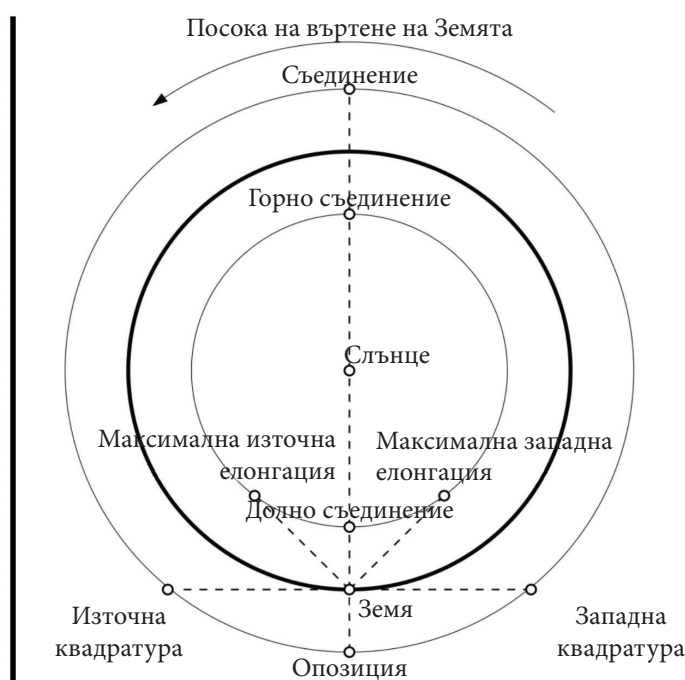 Посока на въртене на Земята
Съединение
Горно съединение
Слънце
Максимална източна
елонгация
Максимална западна
елонгация
Долно съединение
Земя
Източна
квадратура
Западна
квадратура
Опозиция